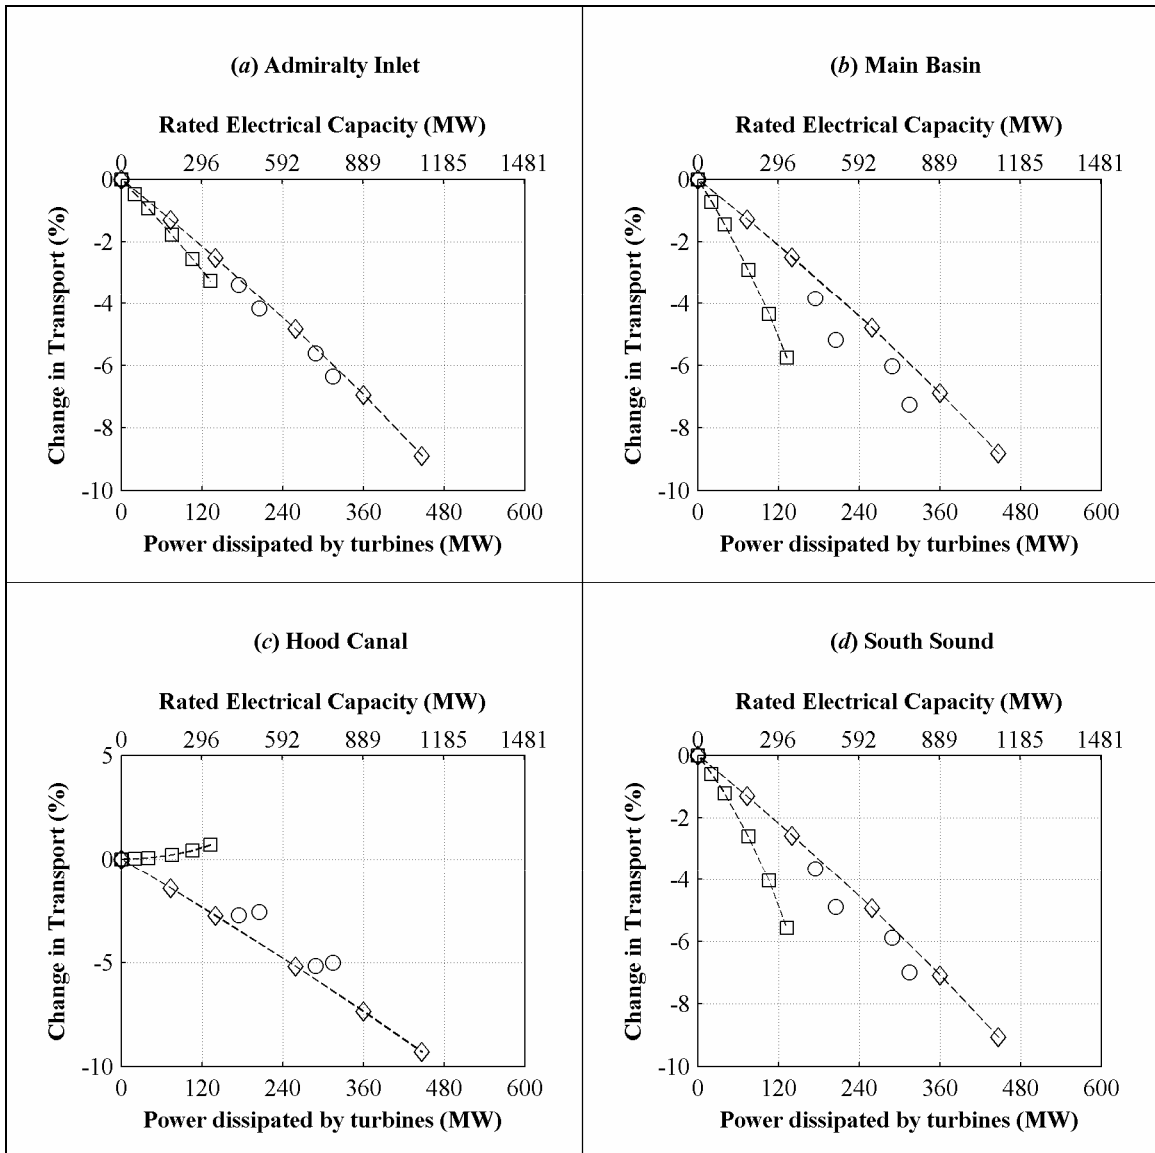 (a) Admiralty Inlet
Rated Electrical Capacity (MW)
0 296 592 889 1185 1481
0
-2
-4
-6
-8
-10
Change in Transport (%)
0 120 240 360 480 600
Power dissipated by turbines (MW)
(b) Main Basin
Rated Electrical Capacity (MW)
0 296 592 889 1185 1481
0
-2
-4
-6
-8
-10
Change in Transport (%)
0 120 240 360 480 600
Power dissipated by turbines (MW)
(c) Hood Canal
Rated Electrical Capacity (MW)
0 296 592 889 1185 1481
5
0
-5
-10
Change in Transport (%)
0 120 240 360 480 600
Power dissipated by turbines (MW)
(d) South Sound
Rated Electrical Capacity (MW)
0 296 592 889 1185 1481
0
-2
-4
-6
-8
-10
Change in Transport (%)
0 120 240 360 480 600
Power dissipated by turbines (MW)